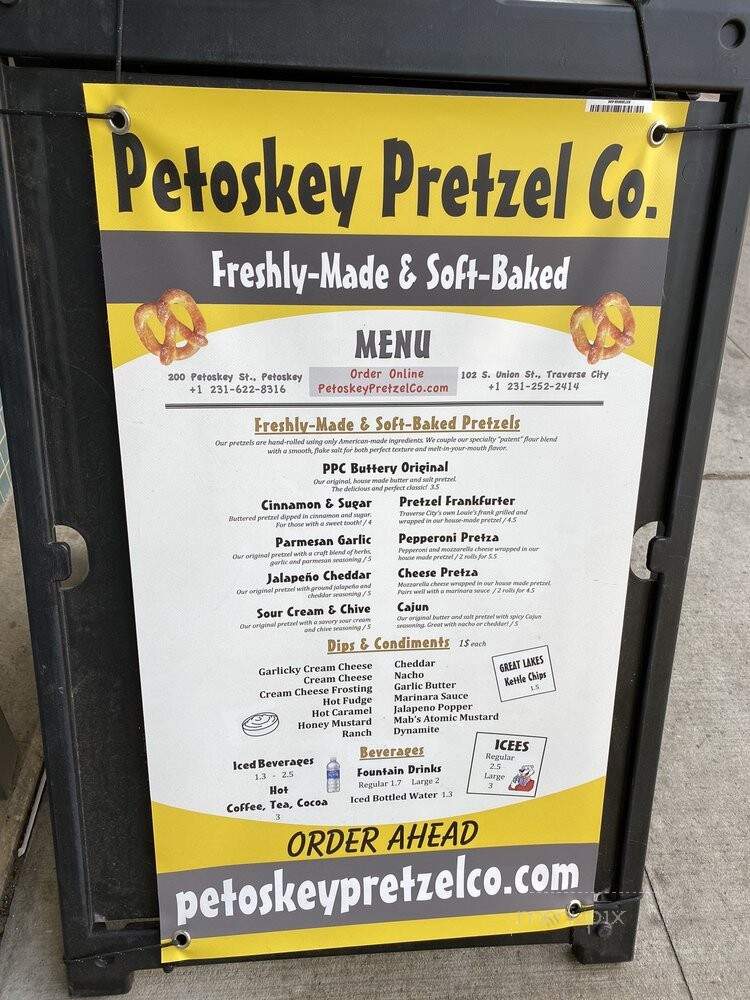 Petoskey Pretzel Co.
Freshly-Made & Soft-Baked
MENU
200 Petoskey St., Petoskey
+1 231-622-8316
Order Online
PetoskeyPretzelCo.com
102 S. Union St., Traverse City
+1 231-252-2414
Freshly-Made & Soft-Baked Pretzels
Our pretzels are hand-rolled using only American-made ingredients. We couple our specialty "patent" flour blend
with a smooth, flake salt for both perfect texture and melt-in-your-mouth flavor.
PPC Buttery Original
Our original, house made butter and salt pretzel.
The delicious and perfect classic! 3.5
Cinnamon & Sugar
Buttered pretzel dipped in cinnamon and sugar.
For those with a sweet tooth! / 4
Parmesan Garlic
Our original pretzel with a craft blend of herbs,
garlic and parmesan seasoning / 5
Jalapeño Cheddar
Our original pretzel with ground jalapeño and
cheddar seasoning / 5
Sour Cream & Chive
Our original pretzel with a savory sour cream
and chive seasoning / 5
Pretzel Frankfurter
Traverse City's own Louie's frank grilled and
wrapped in our house-made pretzel / 4.5
Pepperoni Pretza
Pepperoni and mozzarella cheese wrapped in our
house made pretzel / 2 rolls for 5.5
Cheese Pretza
Mozzarella cheese wrapped in our house made pretzel.
Pairs well with a marinara sauce / 2 rolls for 4.5
Cajun
Our original butter and salt pretzel with spicy Cajun
seasoning. Great with nacho or cheddar! / 5
Dips & Condiments 1$ each
Garlicky Cream Cheese
Cream Cheese
Cream Cheese Frosting
Hot Fudge
Hot Caramel
Honey Mustard
Ranch
Cheddar
Nacho
Garlic Butter
Marinara Sauce
Jalapeno Popper
Mab's Atomic Mustard
Dynamite
GREAT LAKES
Kettle Chips
1.5
Beverages
Iced Beverages
1.3 - 2.5
Hot
Coffee, Tea, Cocoa
3
Fountain Drinks
Regular 1.7 Large 2
Iced Bottled Water 1.3
ICEES
Regular
2.5
Large
3
ORDER AHEAD
petoskeypretzelco.com